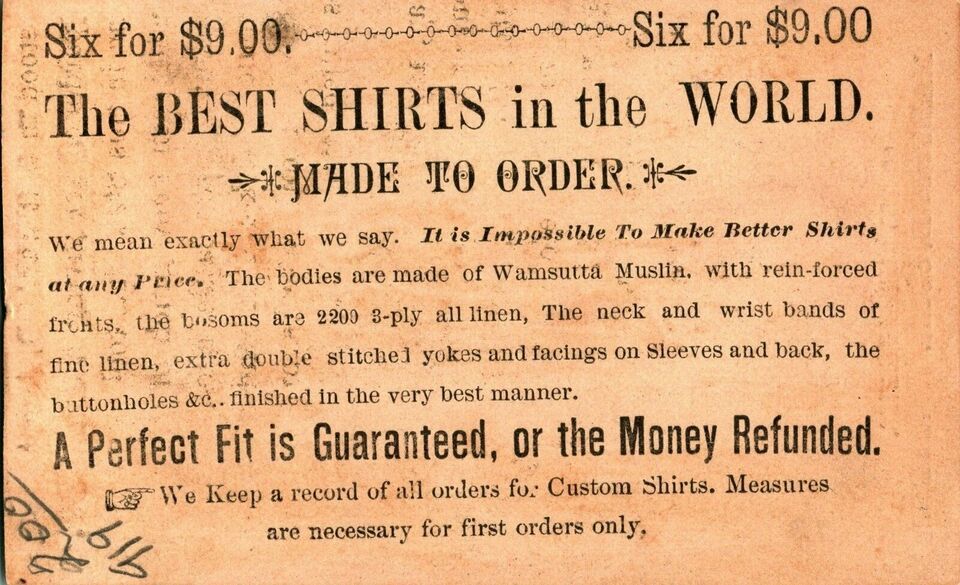 Six for $9.00. Six for $9.00
The BEST SHIRTS in the WORLD.
MADE TO ORDER.
We mean exactly what we say. It is Impossible To Make Better Shirts
at any Price. The bodies are made of Wamsutta Muslin, with rein-forced
fronts, the bosoms are 2200 3-ply all linen, The neck and wrist bands of
fine linen, extra double stitched yokes and facings on Sleeves and back, the
buttonholes &c.. finished in the very best manner.
A Perfect Fit is Guaranteed, or the Money Refunded.
We Keep a record of all orders for Custom Shirts. Measures
are necessary for first orders only.